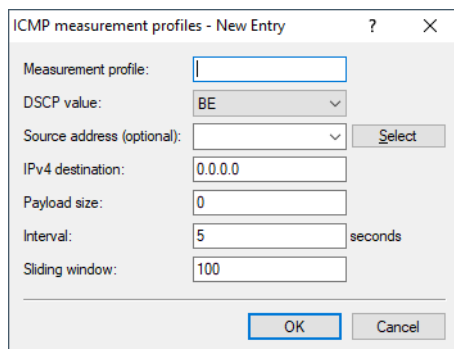 ICMP measurement profiles - New Entry ?
Measurement profile:
DSCP value: BE
Source address (optional): Select
IPv4 destination: 0.0.0.0
Payload size: 0
Interval: 5 seconds
Sliding window: 100
OK Cancel